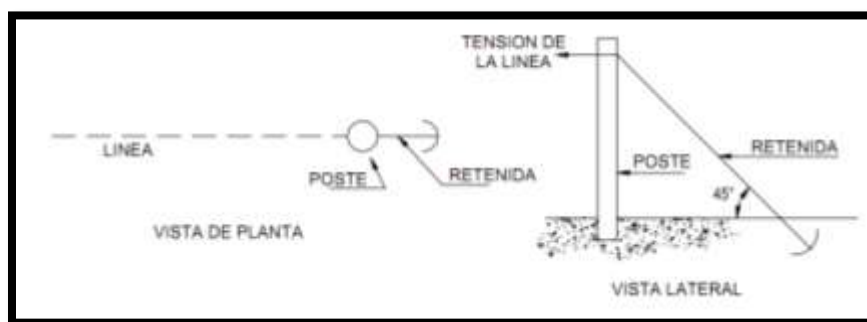 LINEA
POSTE
RETENIDA
VISTA DE PLANTA
TENSION DE
LA LINEA
RETENIDA
POSTE
45°
VISTA LATERAL